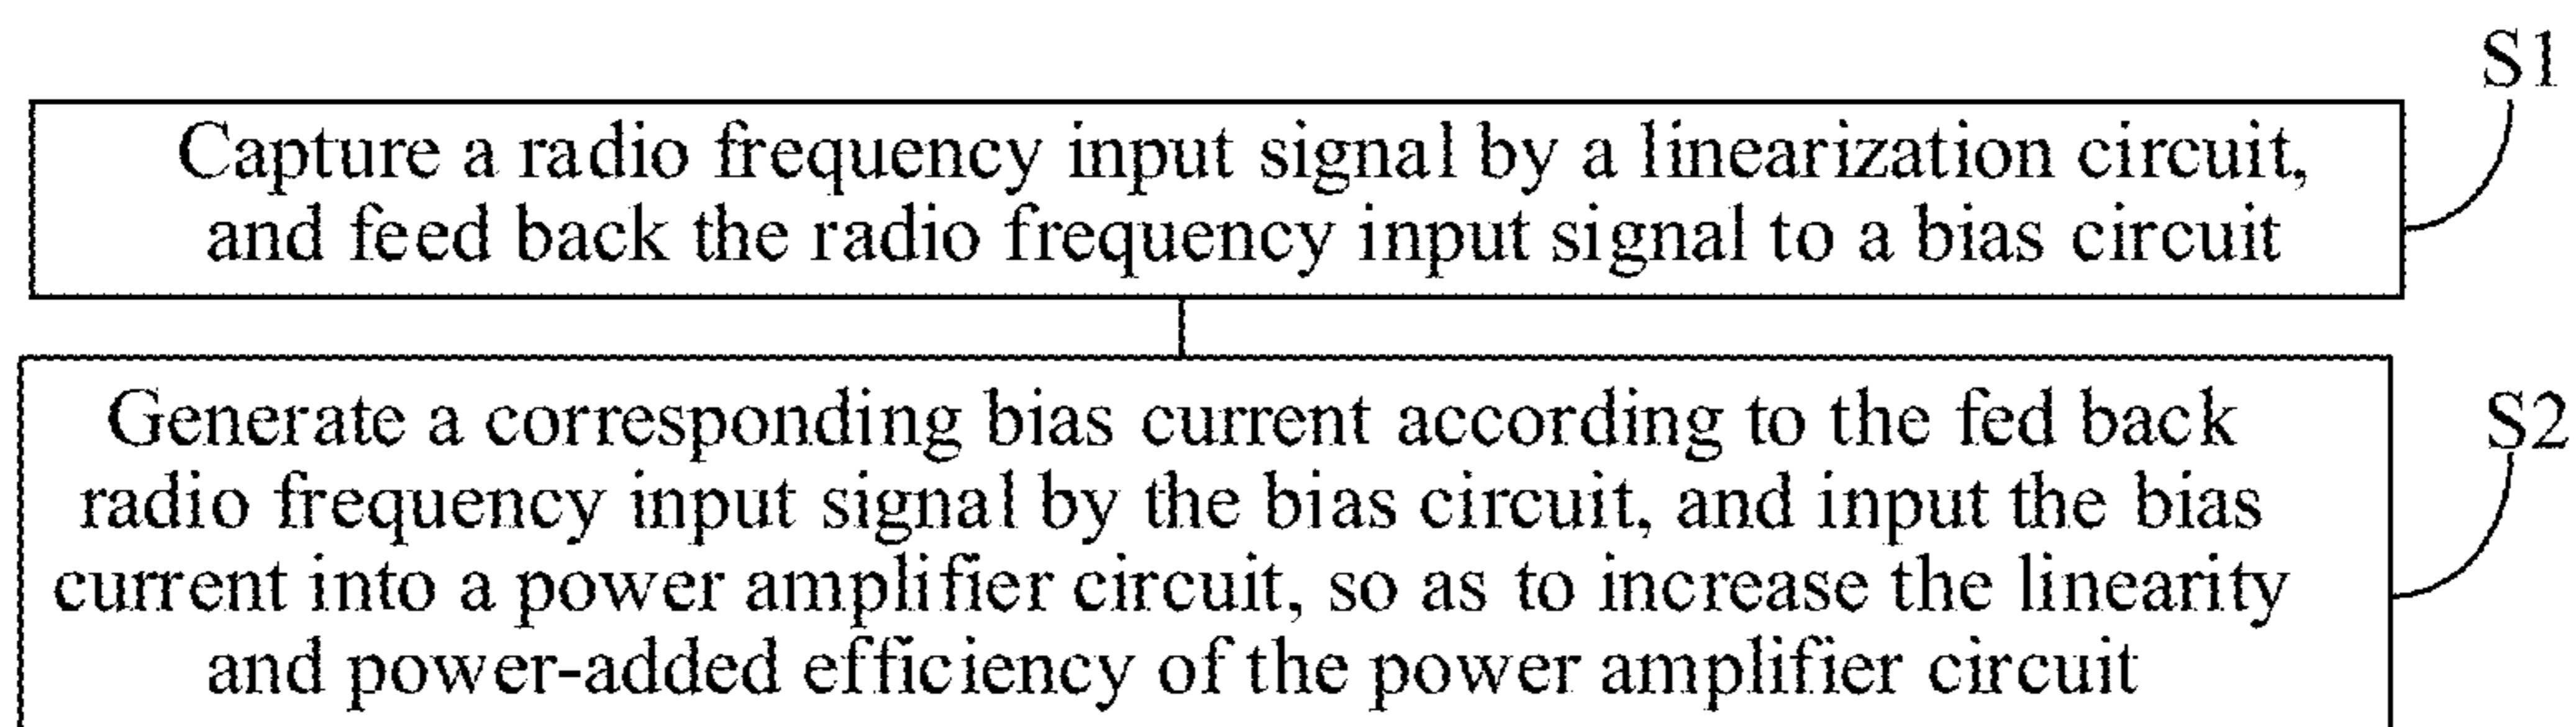 S1
Capture a radio frequency input signal by a linearization circuit,
and feed back the radio frequency input signal to a bias circuit
S2
Generate a corresponding bias current according to the fed back
radio frequency input signal by the bias circuit, and input the bias
current into a power amplifier circuit, so as to increase the linearity
and power-added efficiency of the power amplifier circuit